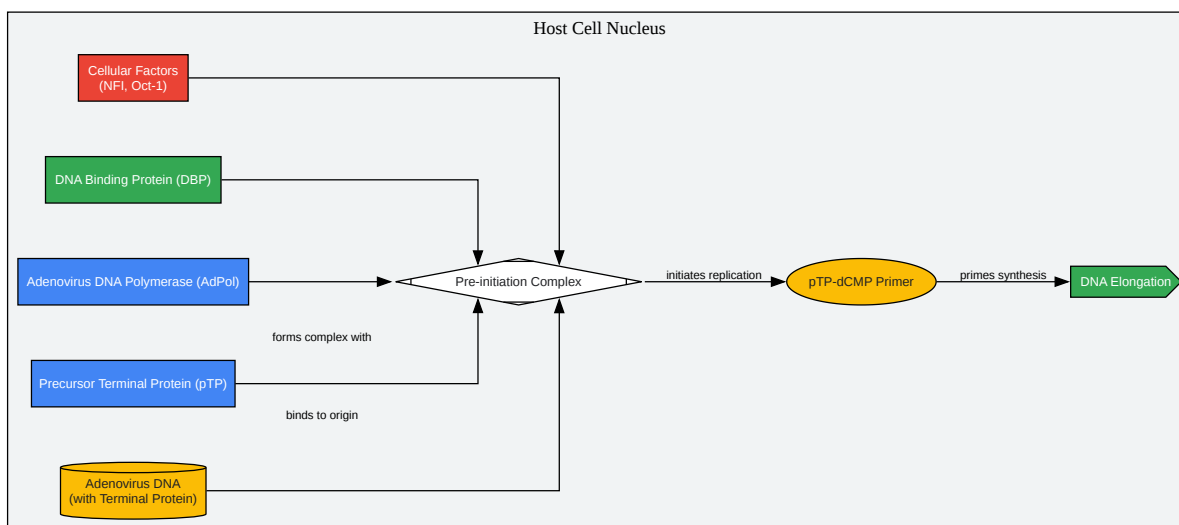 Host Cell Nucleus
Cellular Factors
(NFI, Oct-1)
DNA Binding Protein (DBP)
Adenovirus DNA Polymerase (AdPol)
Pre-initiation Complex
initiates replication
pTP-dCMP Primer
primes synthesis
DNA Elongation
forms complex with
Precursor Terminal Protein (pTP)
binds to origin
Adenovirus DNA
(with Terminal Protein)